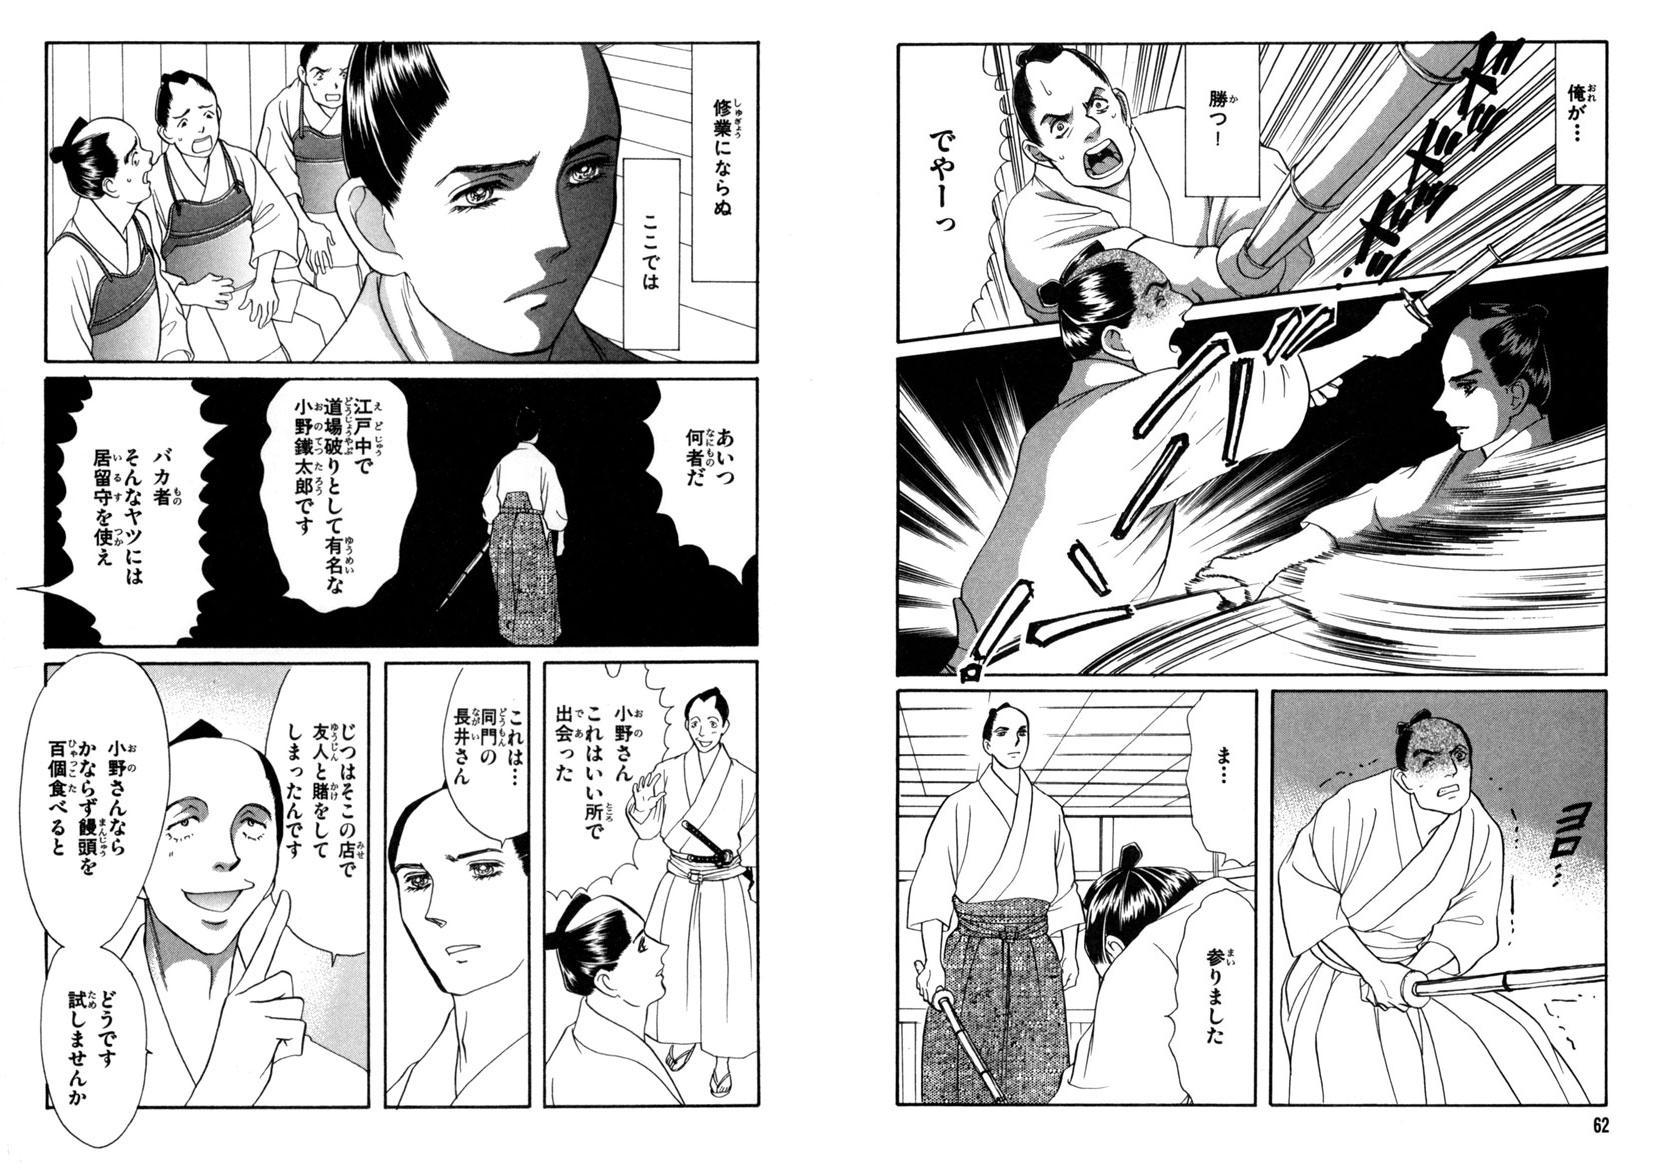 俺が…
勝つ！
でやーっ
メメメメメッ
ヨロ…
ま…
参りました
62
修業にならぬ
ここでは
あいつ
何者だ
江戸中で
道場破りとして有名な
小野鐵太郎です
バカ者
そんなヤツには
居留守を使え
小野さん
これはいい所で
出会った
これは…
同門の
長井さん
じつはそこの店で
友人と賭をして
しまったんです
小野さんなら
かならず饅頭を
百個食べると
どうです
試しませんか